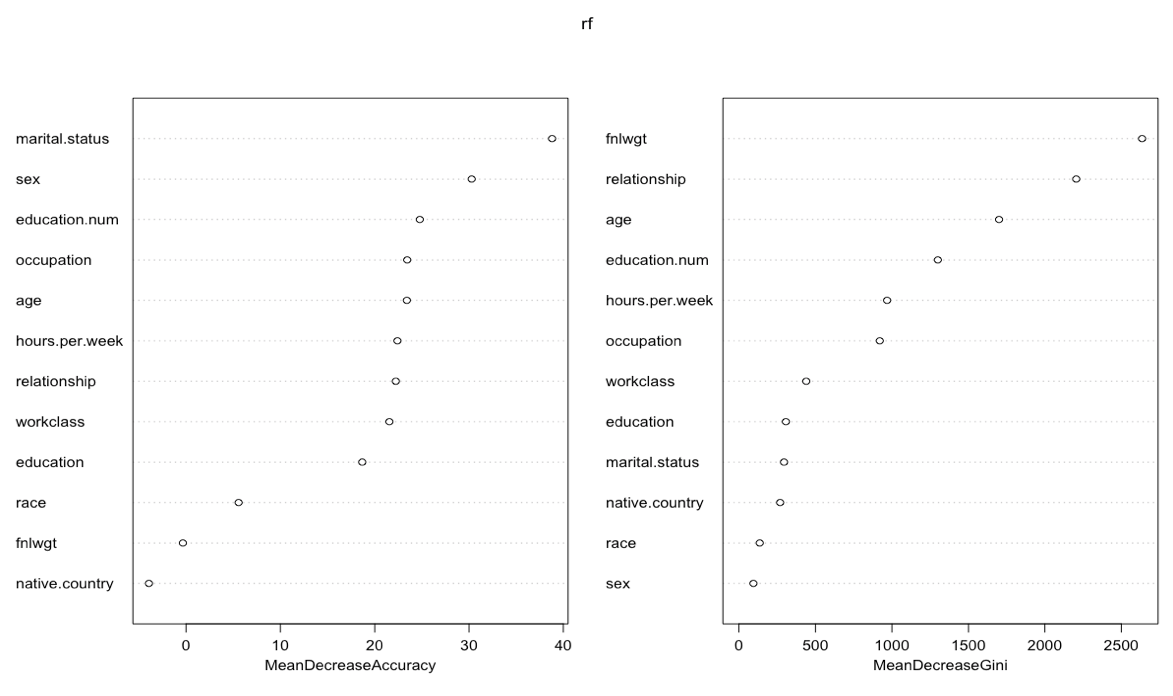 rf
marital.status
sex
education.num
occupation
age
hours.per.week
relationship
workclass
education
race
fnlwgt
native.country
0 10 20 30 40
MeanDecreaseAccuracy
fnlwgt
relationship
age
education.num
hours.per.week
occupation
workclass
education
marital.status
native.country
race
sex
0 500 1000 1500 2000 2500
MeanDecreaseGini